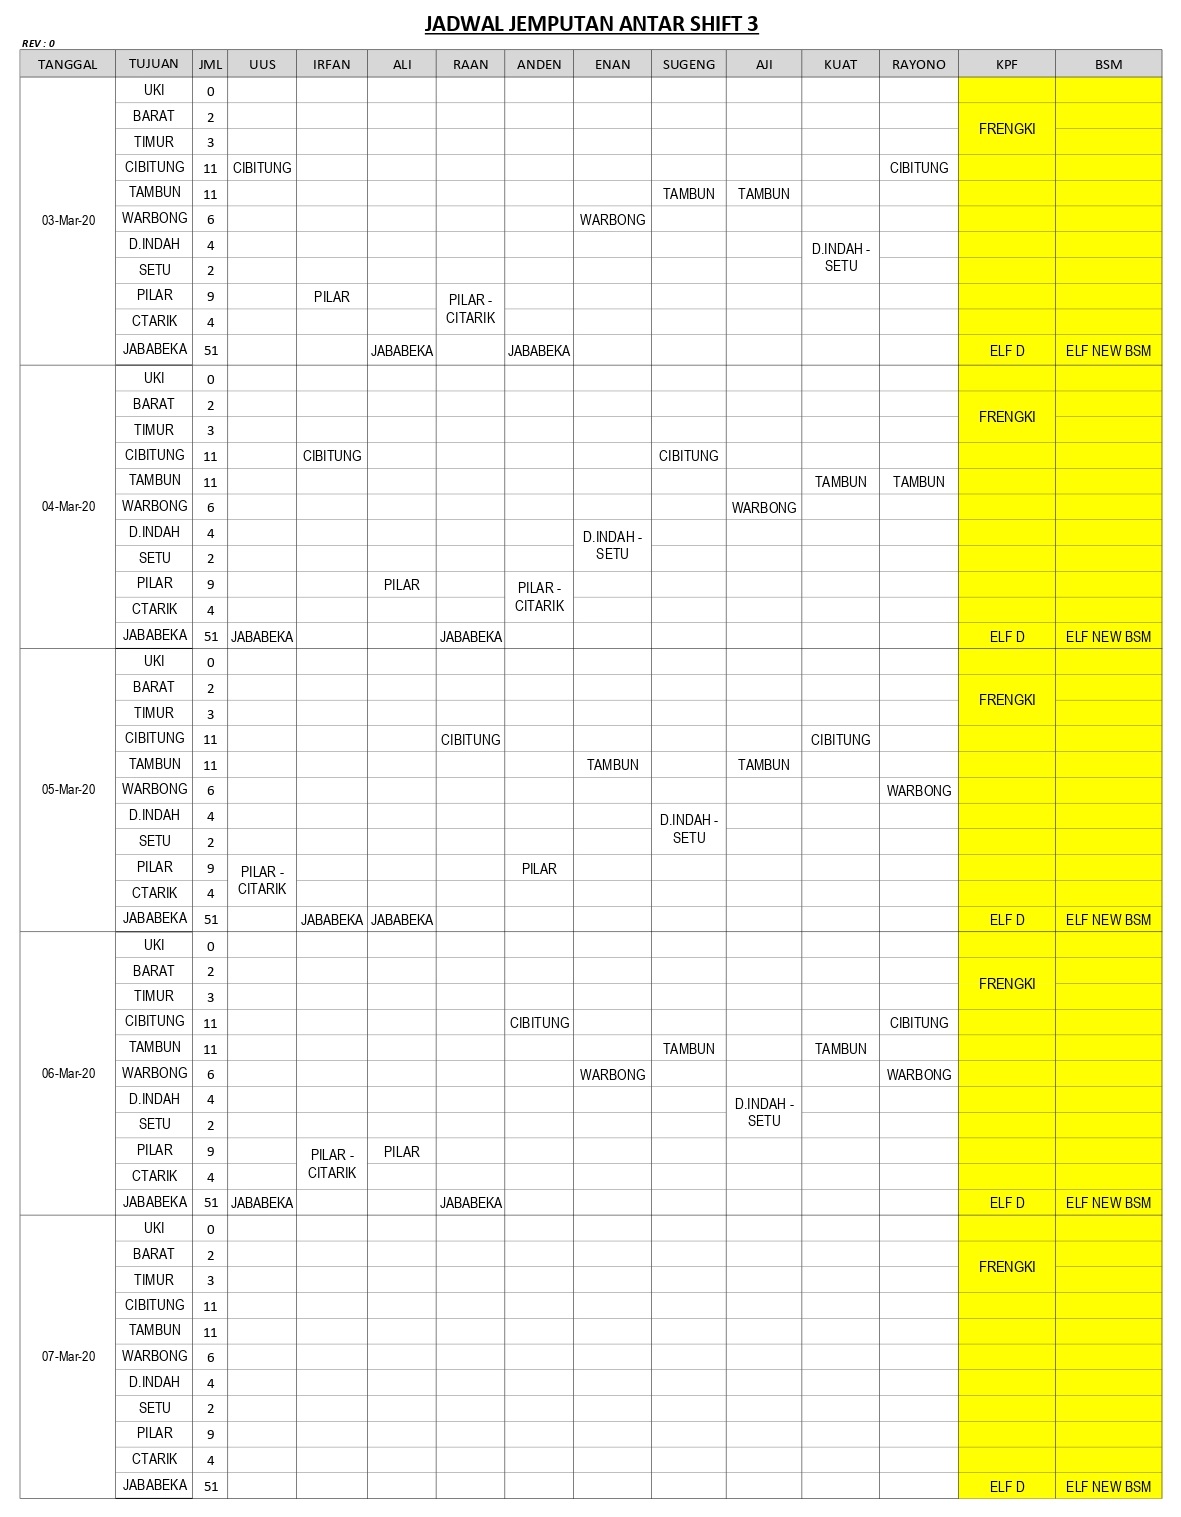 JADWAL JEMPUTAN ANTAR SHIFT 3
REV : 0
TANGGAL TUJUAN JML UUS IRFAN ALI RAAN ANDEN ENAN SUGENG AJI KUAT RAYONO KPF BSM
03-Mar-20
UKI 0
BARAT 2
FRENGKI
TIMUR 3
CIBITUNG 11 CIBITUNG CIBITUNG
TAMBUN 11 TAMBUN TAMBUN
WARBONG 6 WARBONG
D.INDAH 4
D.INDAH -
SETU
SETU 2
PILAR 9 PILAR
PILAR -
CITARIK
CTARIK 4
JABABEKA 51 JABABEKA JABABEKA ELF D ELF NEW BSM
04-Mar-20
UKI 0
BARAT 2
FRENGKI
TIMUR 3
CIBITUNG 11 CIBITUNG CIBITUNG
TAMBUN 11 TAMBUN TAMBUN
WARBONG 6 WARBONG
D.INDAH 4
D.INDAH -
SETU
SETU 2
PILAR 9 PILAR
PILAR -
CITARIK
CTARIK 4
JABABEKA 51 JABABEKA JABABEKA ELF D ELF NEW BSM
05-Mar-20
UKI 0
BARAT 2
FRENGKI
TIMUR 3
CIBITUNG 11 CIBITUNG CIBITUNG
TAMBUN 11 TAMBUN TAMBUN
WARBONG 6 WARBONG
D.INDAH 4
D.INDAH -
SETU
SETU 2
PILAR 9
PILAR -
CITARIK
PILAR
CTARIK 4
JABABEKA 51 JABABEKA JABABEKA ELF D ELF NEW BSM
06-Mar-20
UKI 0
BARAT 2
FRENGKI
TIMUR 3
CIBITUNG 11 CIBITUNG CIBITUNG
TAMBUN 11 TAMBUN TAMBUN
WARBONG 6 WARBONG WARBONG
D.INDAH 4
D.INDAH -
SETU
SETU 2
PILAR 9
PILAR -
CITARIK
PILAR
CTARIK 4
JABABEKA 51 JABABEKA JABABEKA ELF D ELF NEW BSM
07-Mar-20
UKI 0
BARAT 2
FRENGKI
TIMUR 3
CIBITUNG 11
TAMBUN 11
WARBONG 6
D.INDAH 4
SETU 2
PILAR 9
CTARIK 4
JABABEKA 51 ELF D ELF NEW BSM